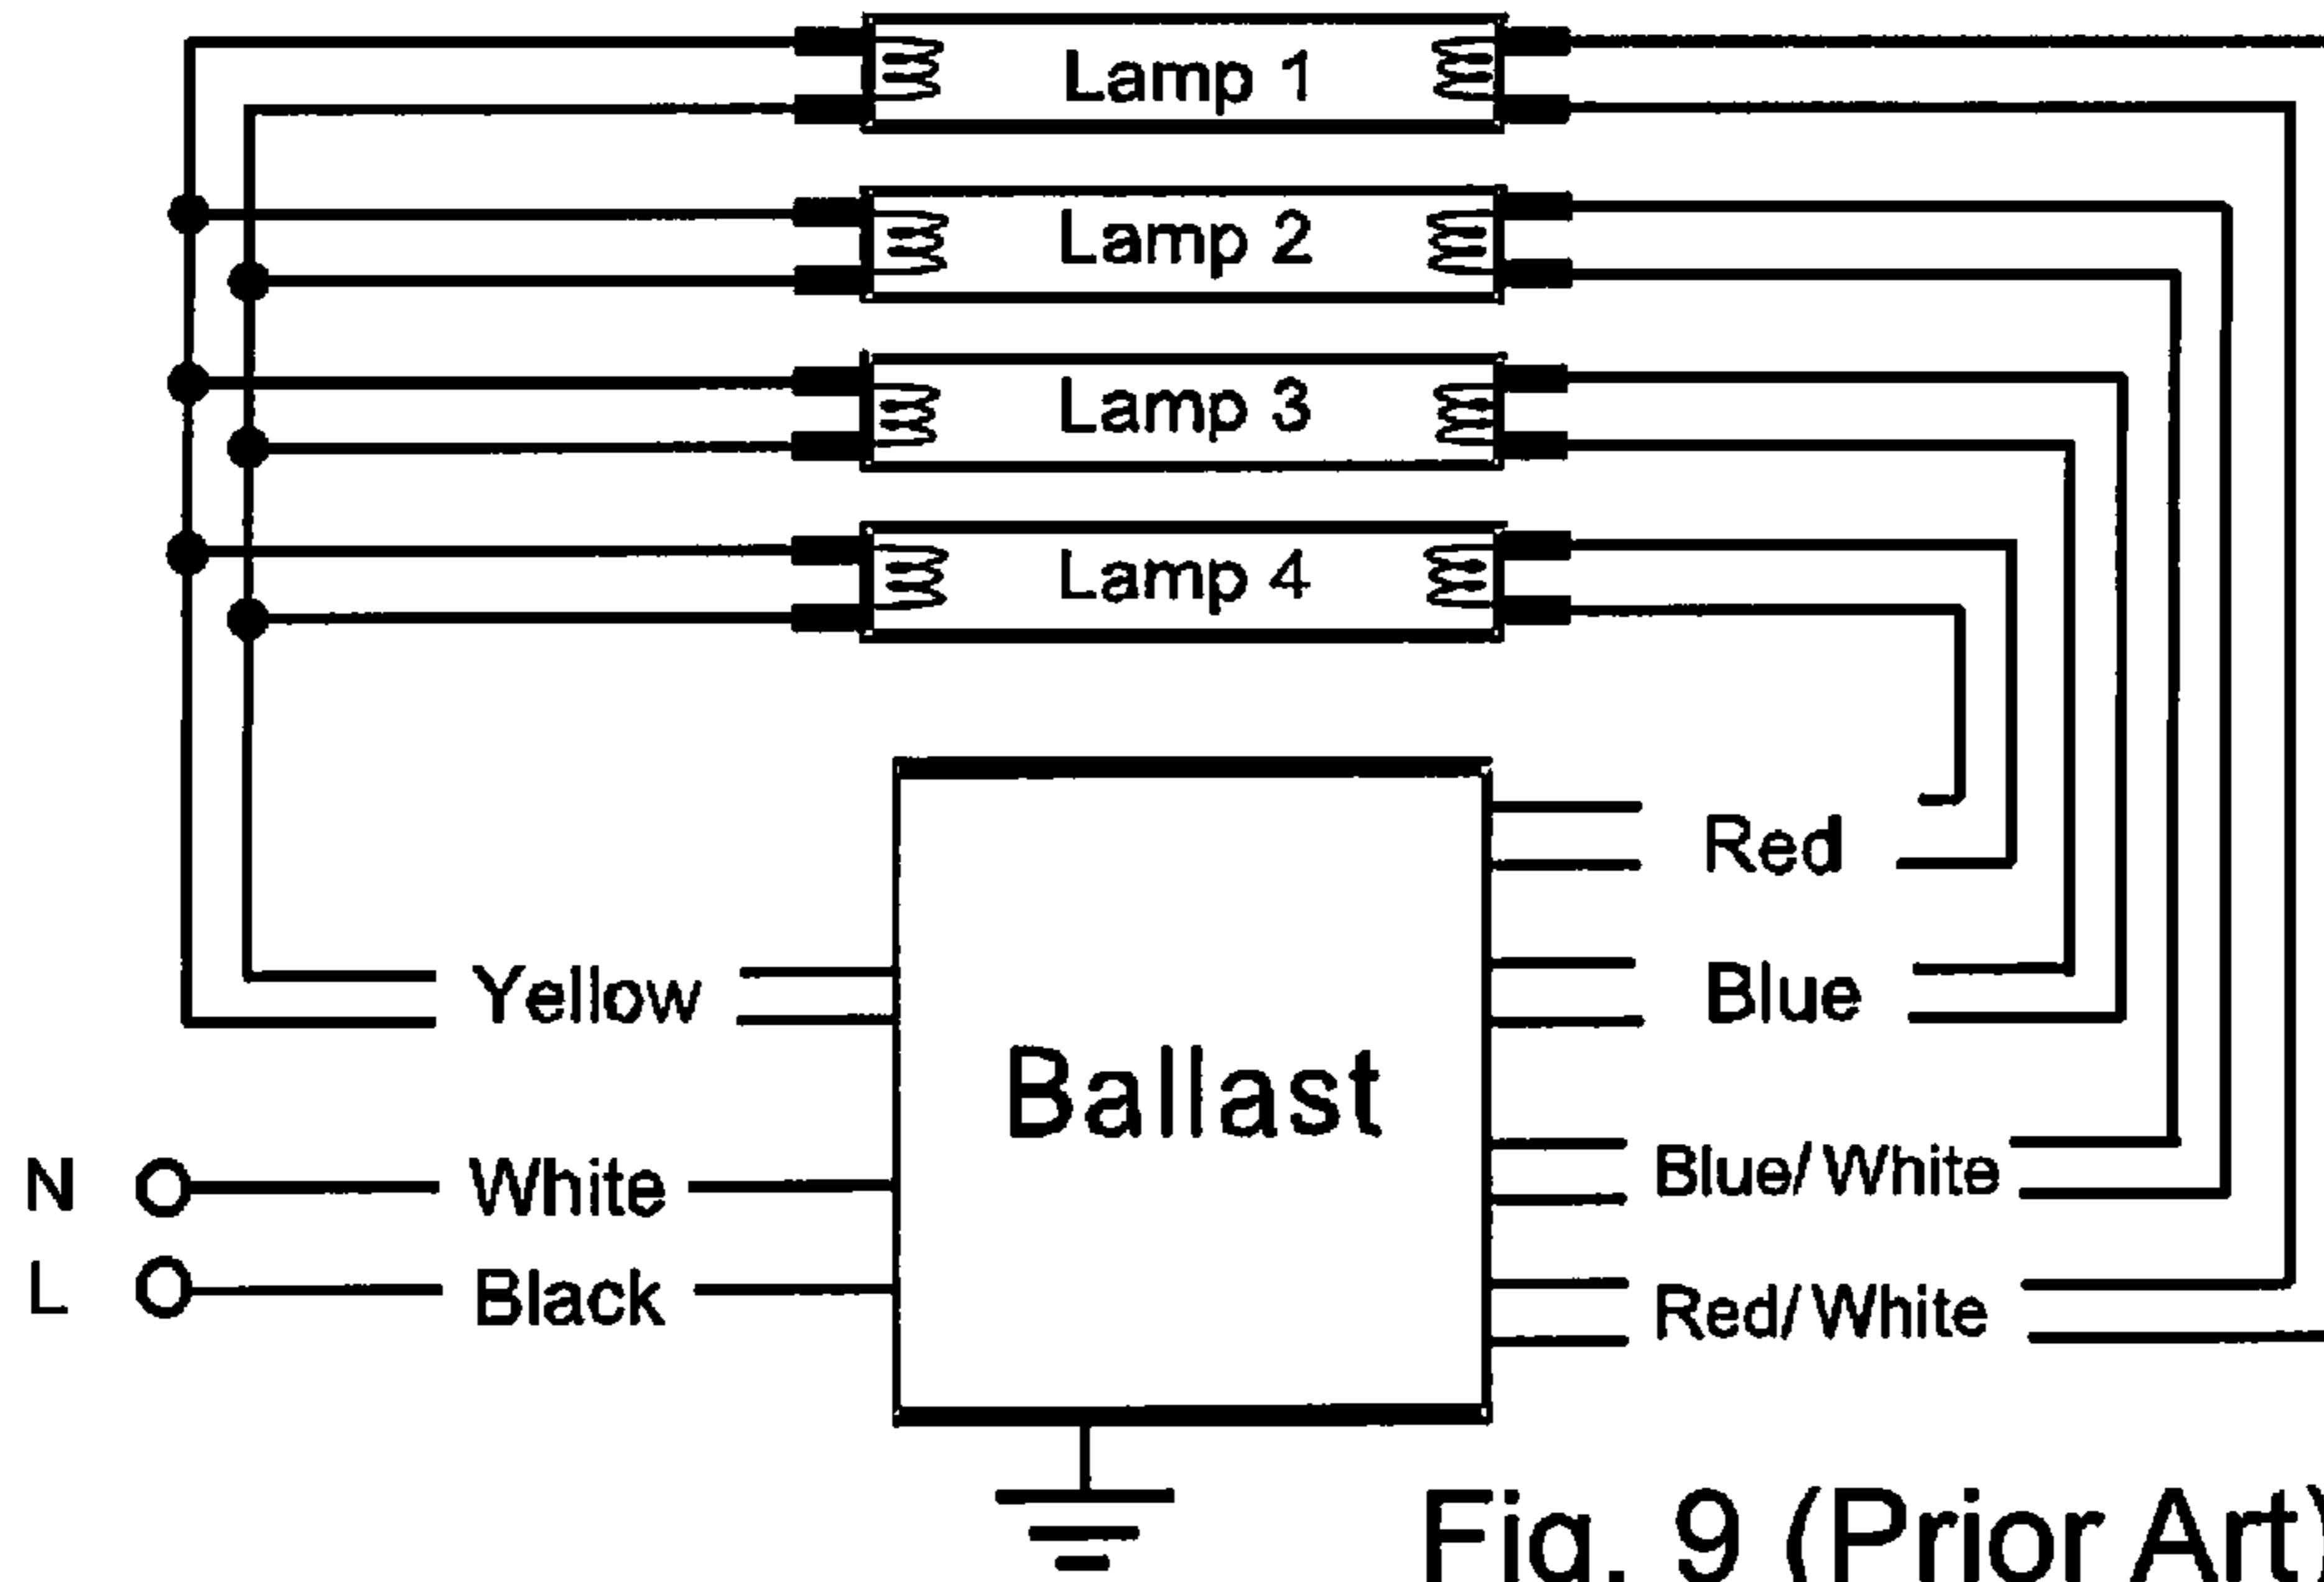 Lamp 1
Lamp 2
Lamp 3
Lamp 4
Red
Yellow
Blue
Ballast
N
White
Blue/White
L
Black
Red/White
Fig. 9 (Prior Art)